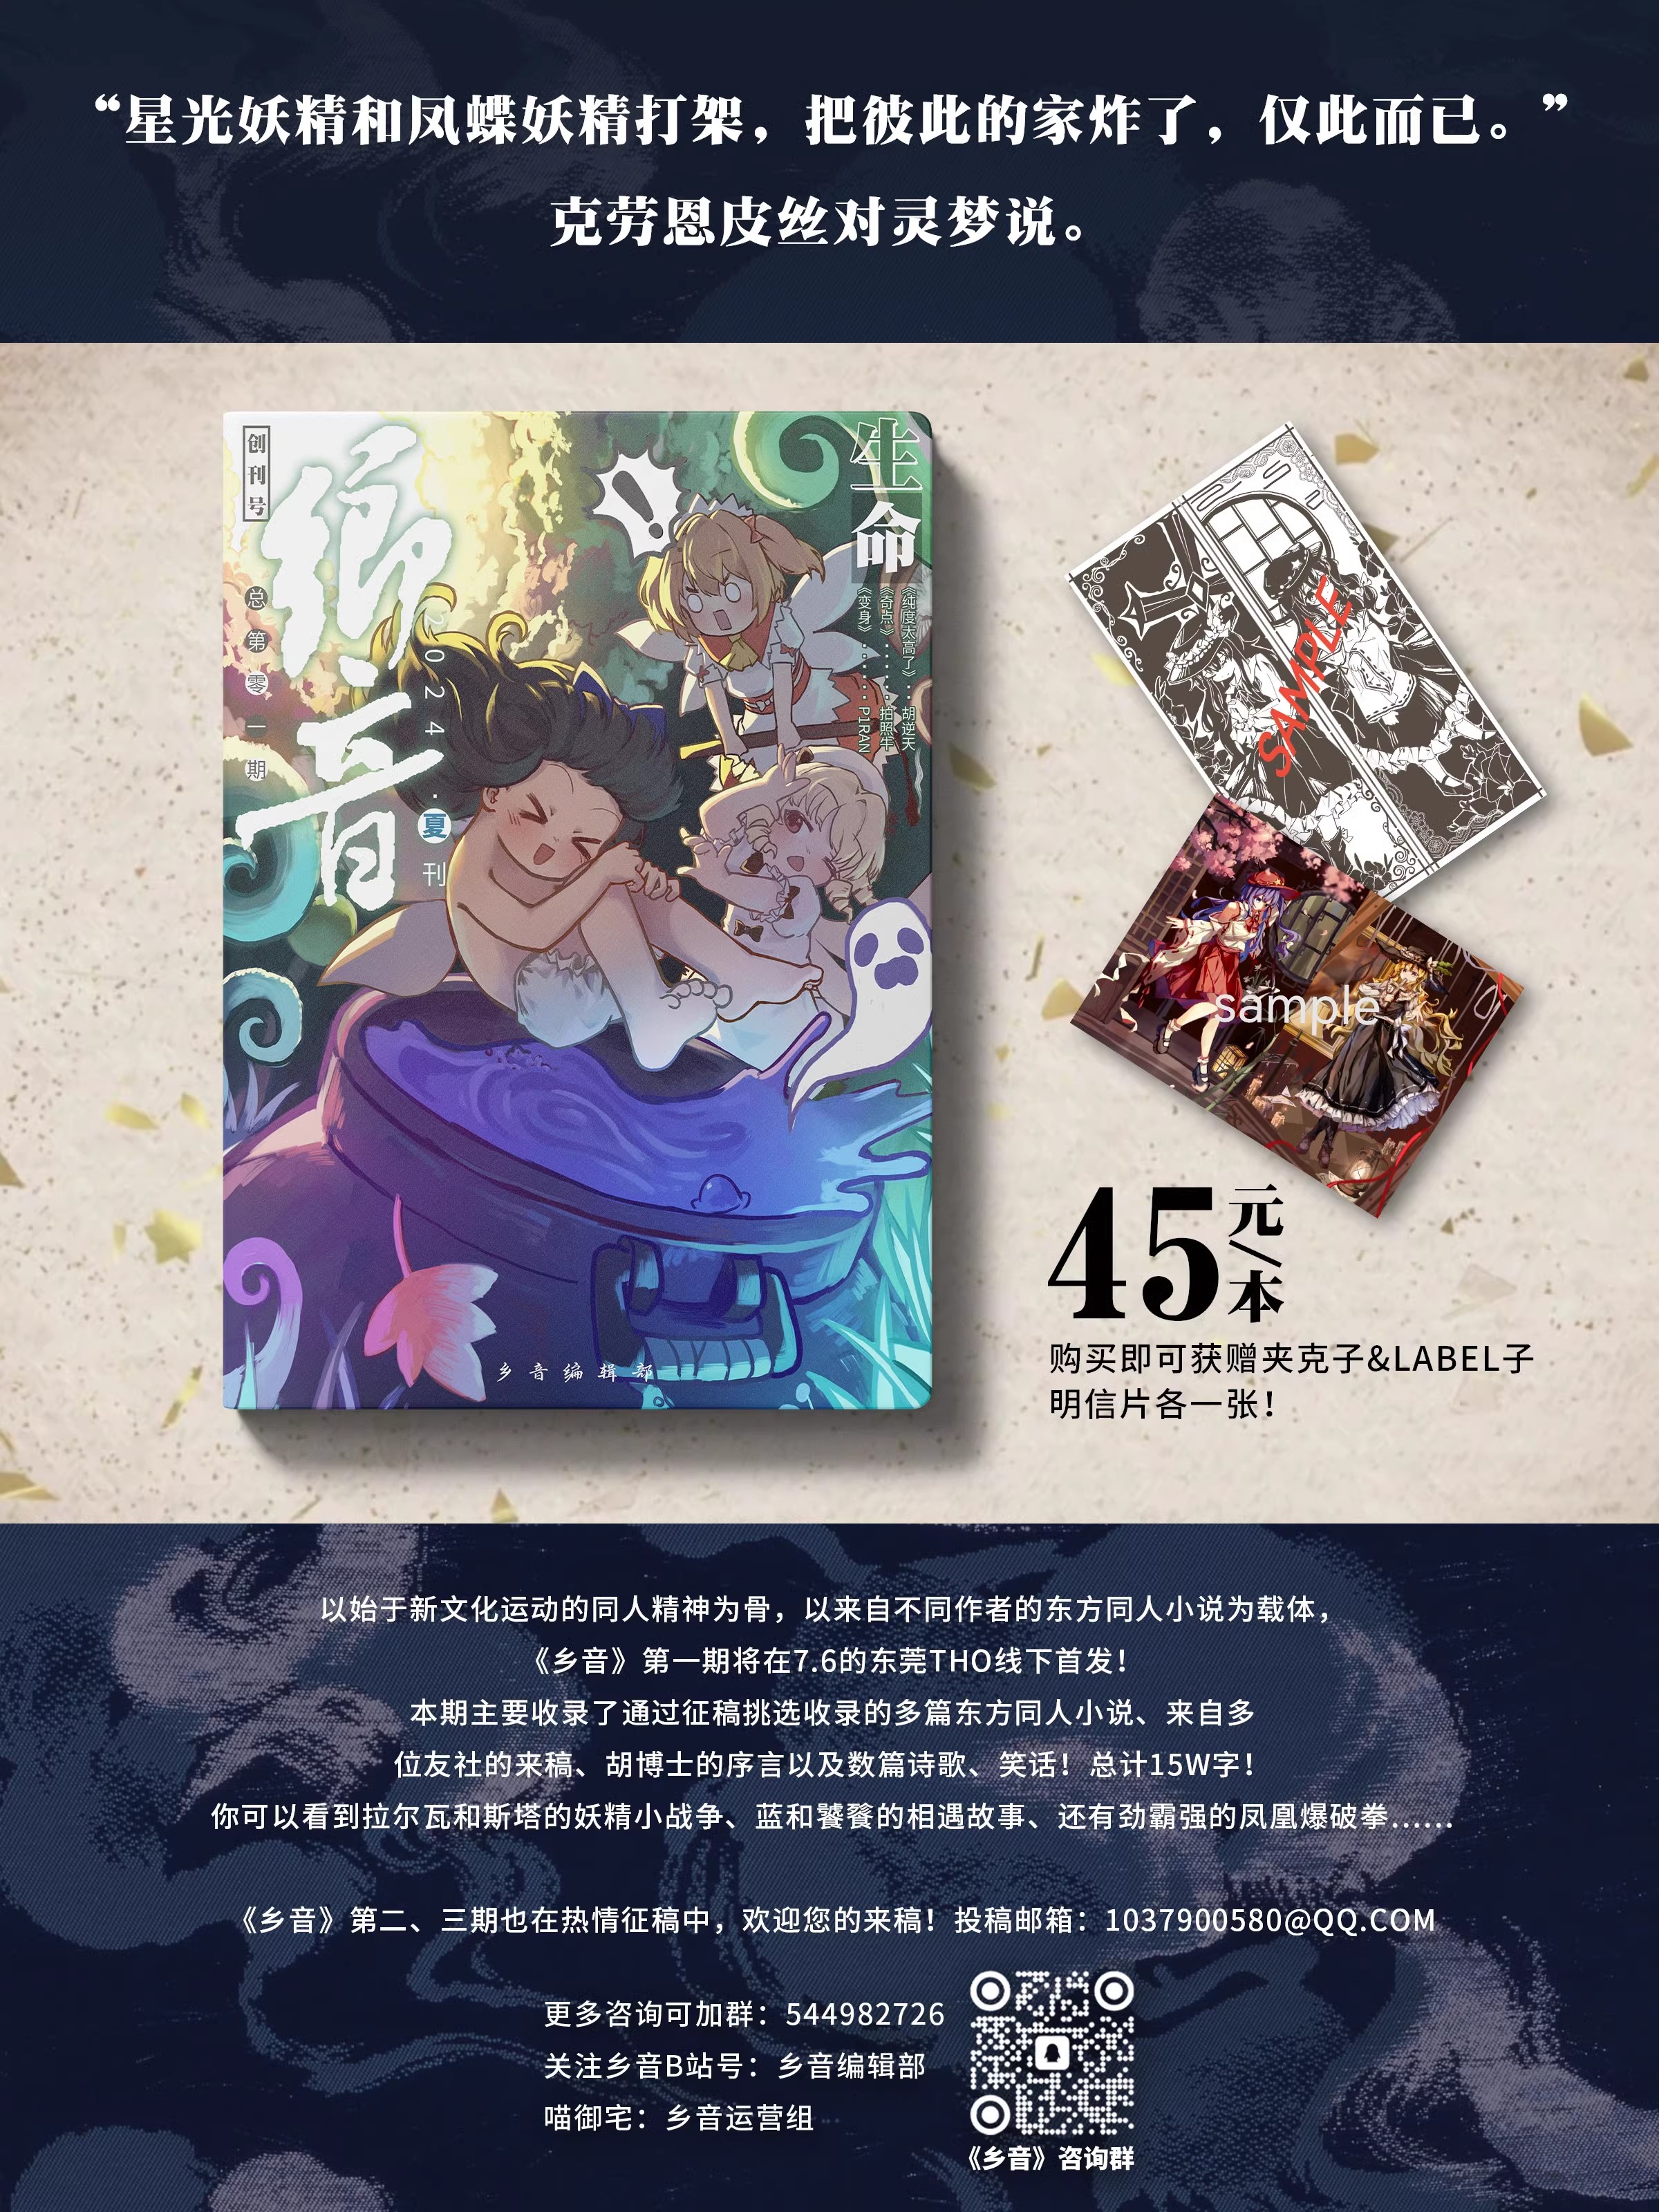 “星光妖精和凤蝶妖精打架，把彼此的家炸了，仅此而已。”
克劳恩皮丝对灵梦说。
创刊号
鄉音
总第零一期
2024·夏刊
生命
《纯度太高了》······胡逆天
《奇点》······拍照牛
《变身》······P1RAN
!
乡音编辑部
SAMPLE
sample
45元/本
购买即可获赠夹克子&LABEL子
明信片各一张！
以始于新文化运动的同人精神为骨，以来自不同作者的东方同人小说为载体，
《乡音》第一期将在7.6的东莞THO线下首发！
本期主要收录了通过征稿挑选收录的多篇东方同人小说、来自多
位友社的来稿、胡博士的序言以及数篇诗歌、笑话！总计15W字！
你可以看到拉尔瓦和斯塔的妖精小战争、蓝和饕餮的相遇故事、还有劲霸强的凤凰爆破拳……
《乡音》第二、三期也在热情征稿中，欢迎您的来稿！投稿邮箱：1037900580@QQ.COM
更多咨询可加群：544982726
关注乡音B站号：乡音编辑部
喵御宅：乡音运营组
《乡音》咨询群